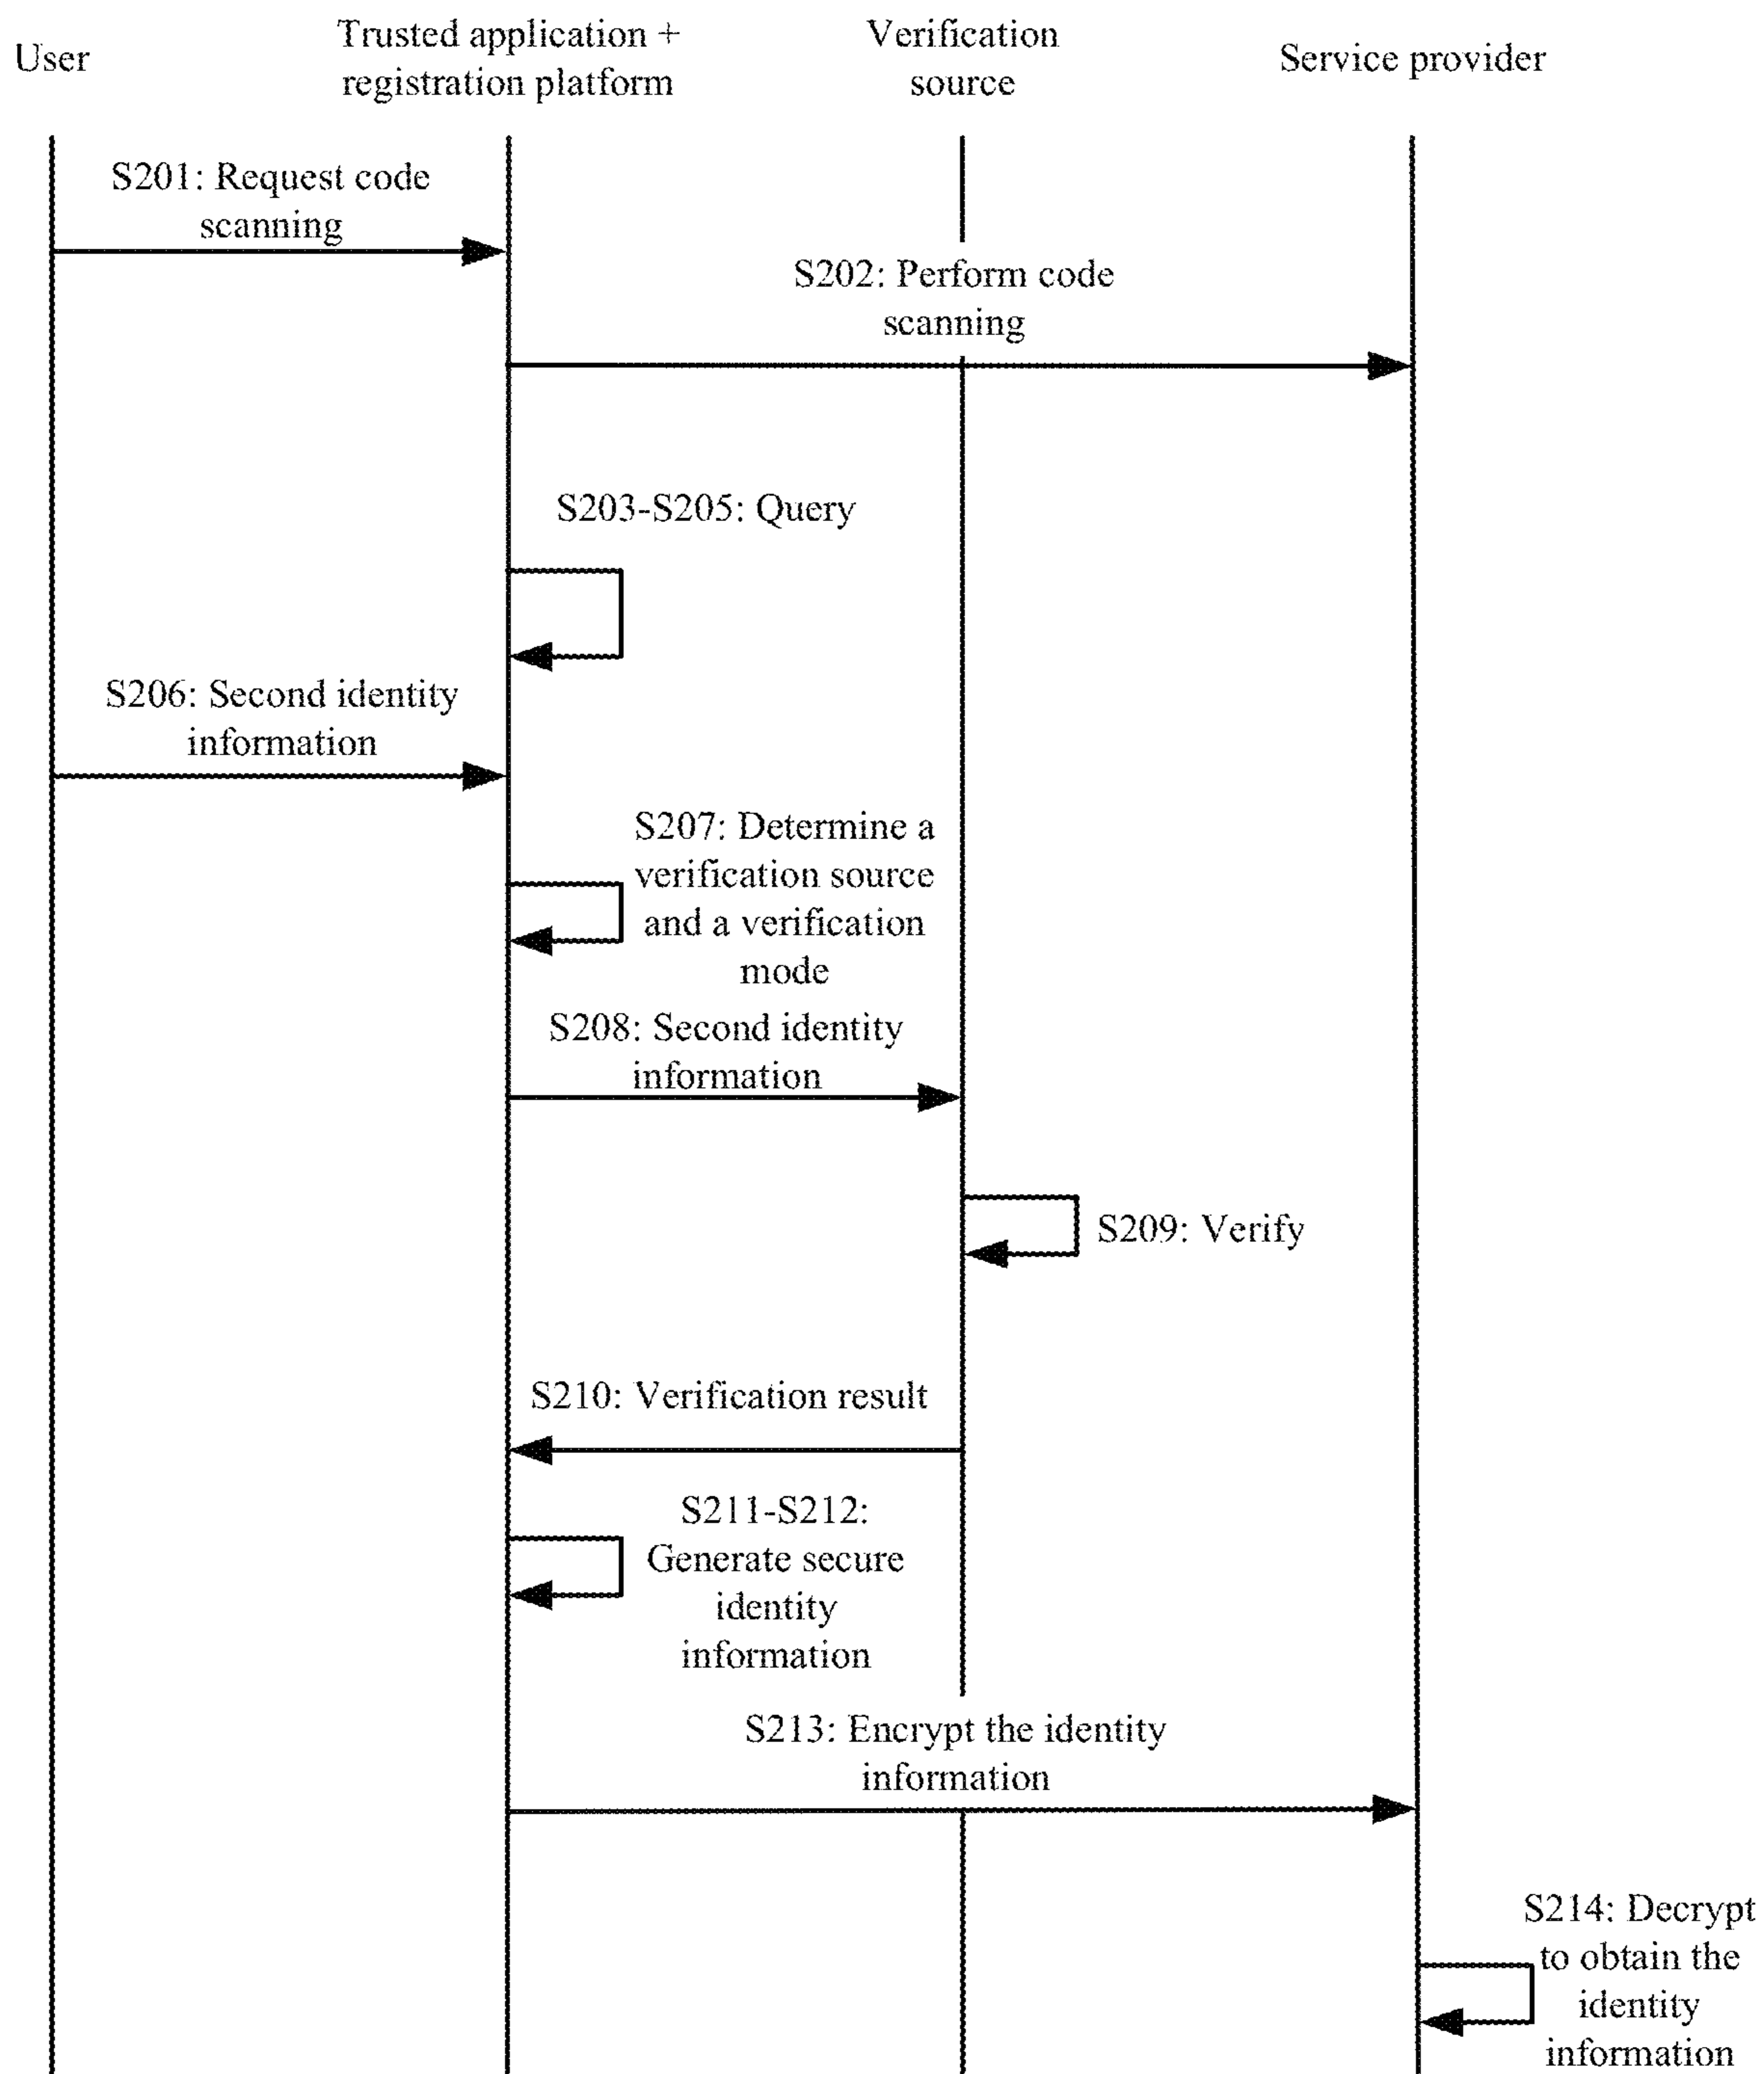 User
Trusted application +
registration platform
Verification
source
Service provider
S201: Request code
scanning
S202: Perform code
scanning
S203-S205: Query
S206: Second identity
information
S207: Determine a
verification source
and a verification
mode
S208: Second identity
information
S209: Verify
S210: Verification result
S211-S212:
Generate secure
identity
information
S213: Encrypt the identity
information
S214: Decrypt
to obtain the
identity
information